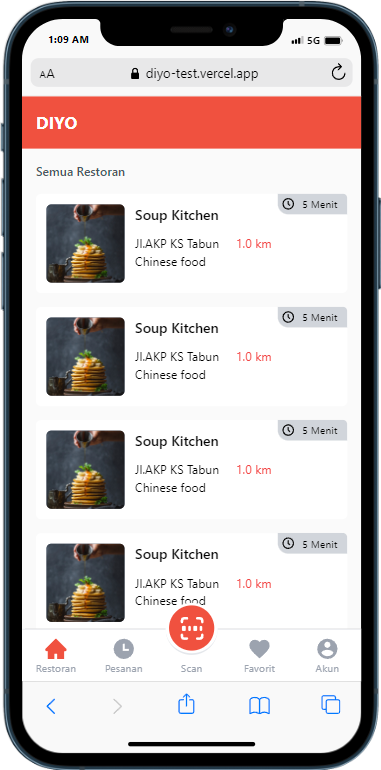 1:09 AM
5G
AA
diyo-test.vercel.app
DIYO
Semua Restoran
5 Menit
Soup Kitchen
Jl.AKP KS Tabun 1.0 km
Chinese food
5 Menit
Soup Kitchen
Jl.AKP KS Tabun 1.0 km
Chinese food
5 Menit
Soup Kitchen
Jl.AKP KS Tabun 1.0 km
Chinese food
5 Menit
Soup Kitchen
Jl.AKP KS Tabun 1.0 km
Chinese food
Restoran Pesanan Scan Favorit Akun